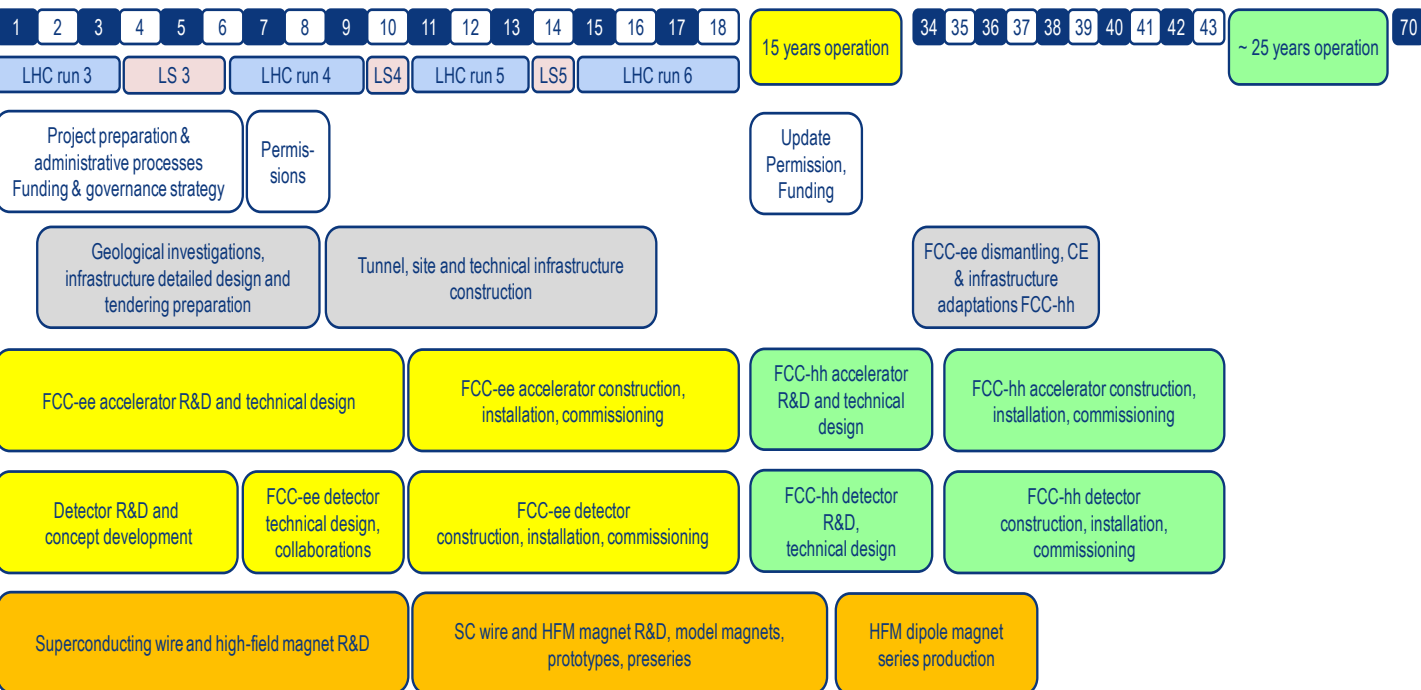 1 2 3 4 5 6 7 8 9 10 11 12 13 14 15 16 17 18 15 years operation 34 35 36 37 38 39 40 41 42 43 ~ 25 years operation 70
LHC run 3 LS 3 LHC run 4 LS4 LHC run 5 LS5 LHC run 6
Project preparation &
administrative processes
Funding & governance strategy
Permis-
sions
Update
Permission,
Funding
Geological investigations,
infrastructure detailed design and
tendering preparation
Tunnel, site and technical infrastructure
construction
FCC-ee dismantling, CE
& infrastructure
adaptations FCC-hh
FCC-ee accelerator R&D and technical design
FCC-ee accelerator construction,
installation, commissioning
FCC-hh accelerator
R&D and technical
design
FCC-hh accelerator construction,
installation, commissioning
Detector R&D and
concept development
FCC-ee detector
technical design,
collaborations
FCC-ee detector
construction, installation, commissioning
FCC-hh detector
R&D,
technical design
FCC-hh detector
construction, installation,
commissioning
Superconducting wire and high-field magnet R&D
SC wire and HFM magnet R&D, model magnets,
prototypes, preseries
HFM dipole magnet
series production